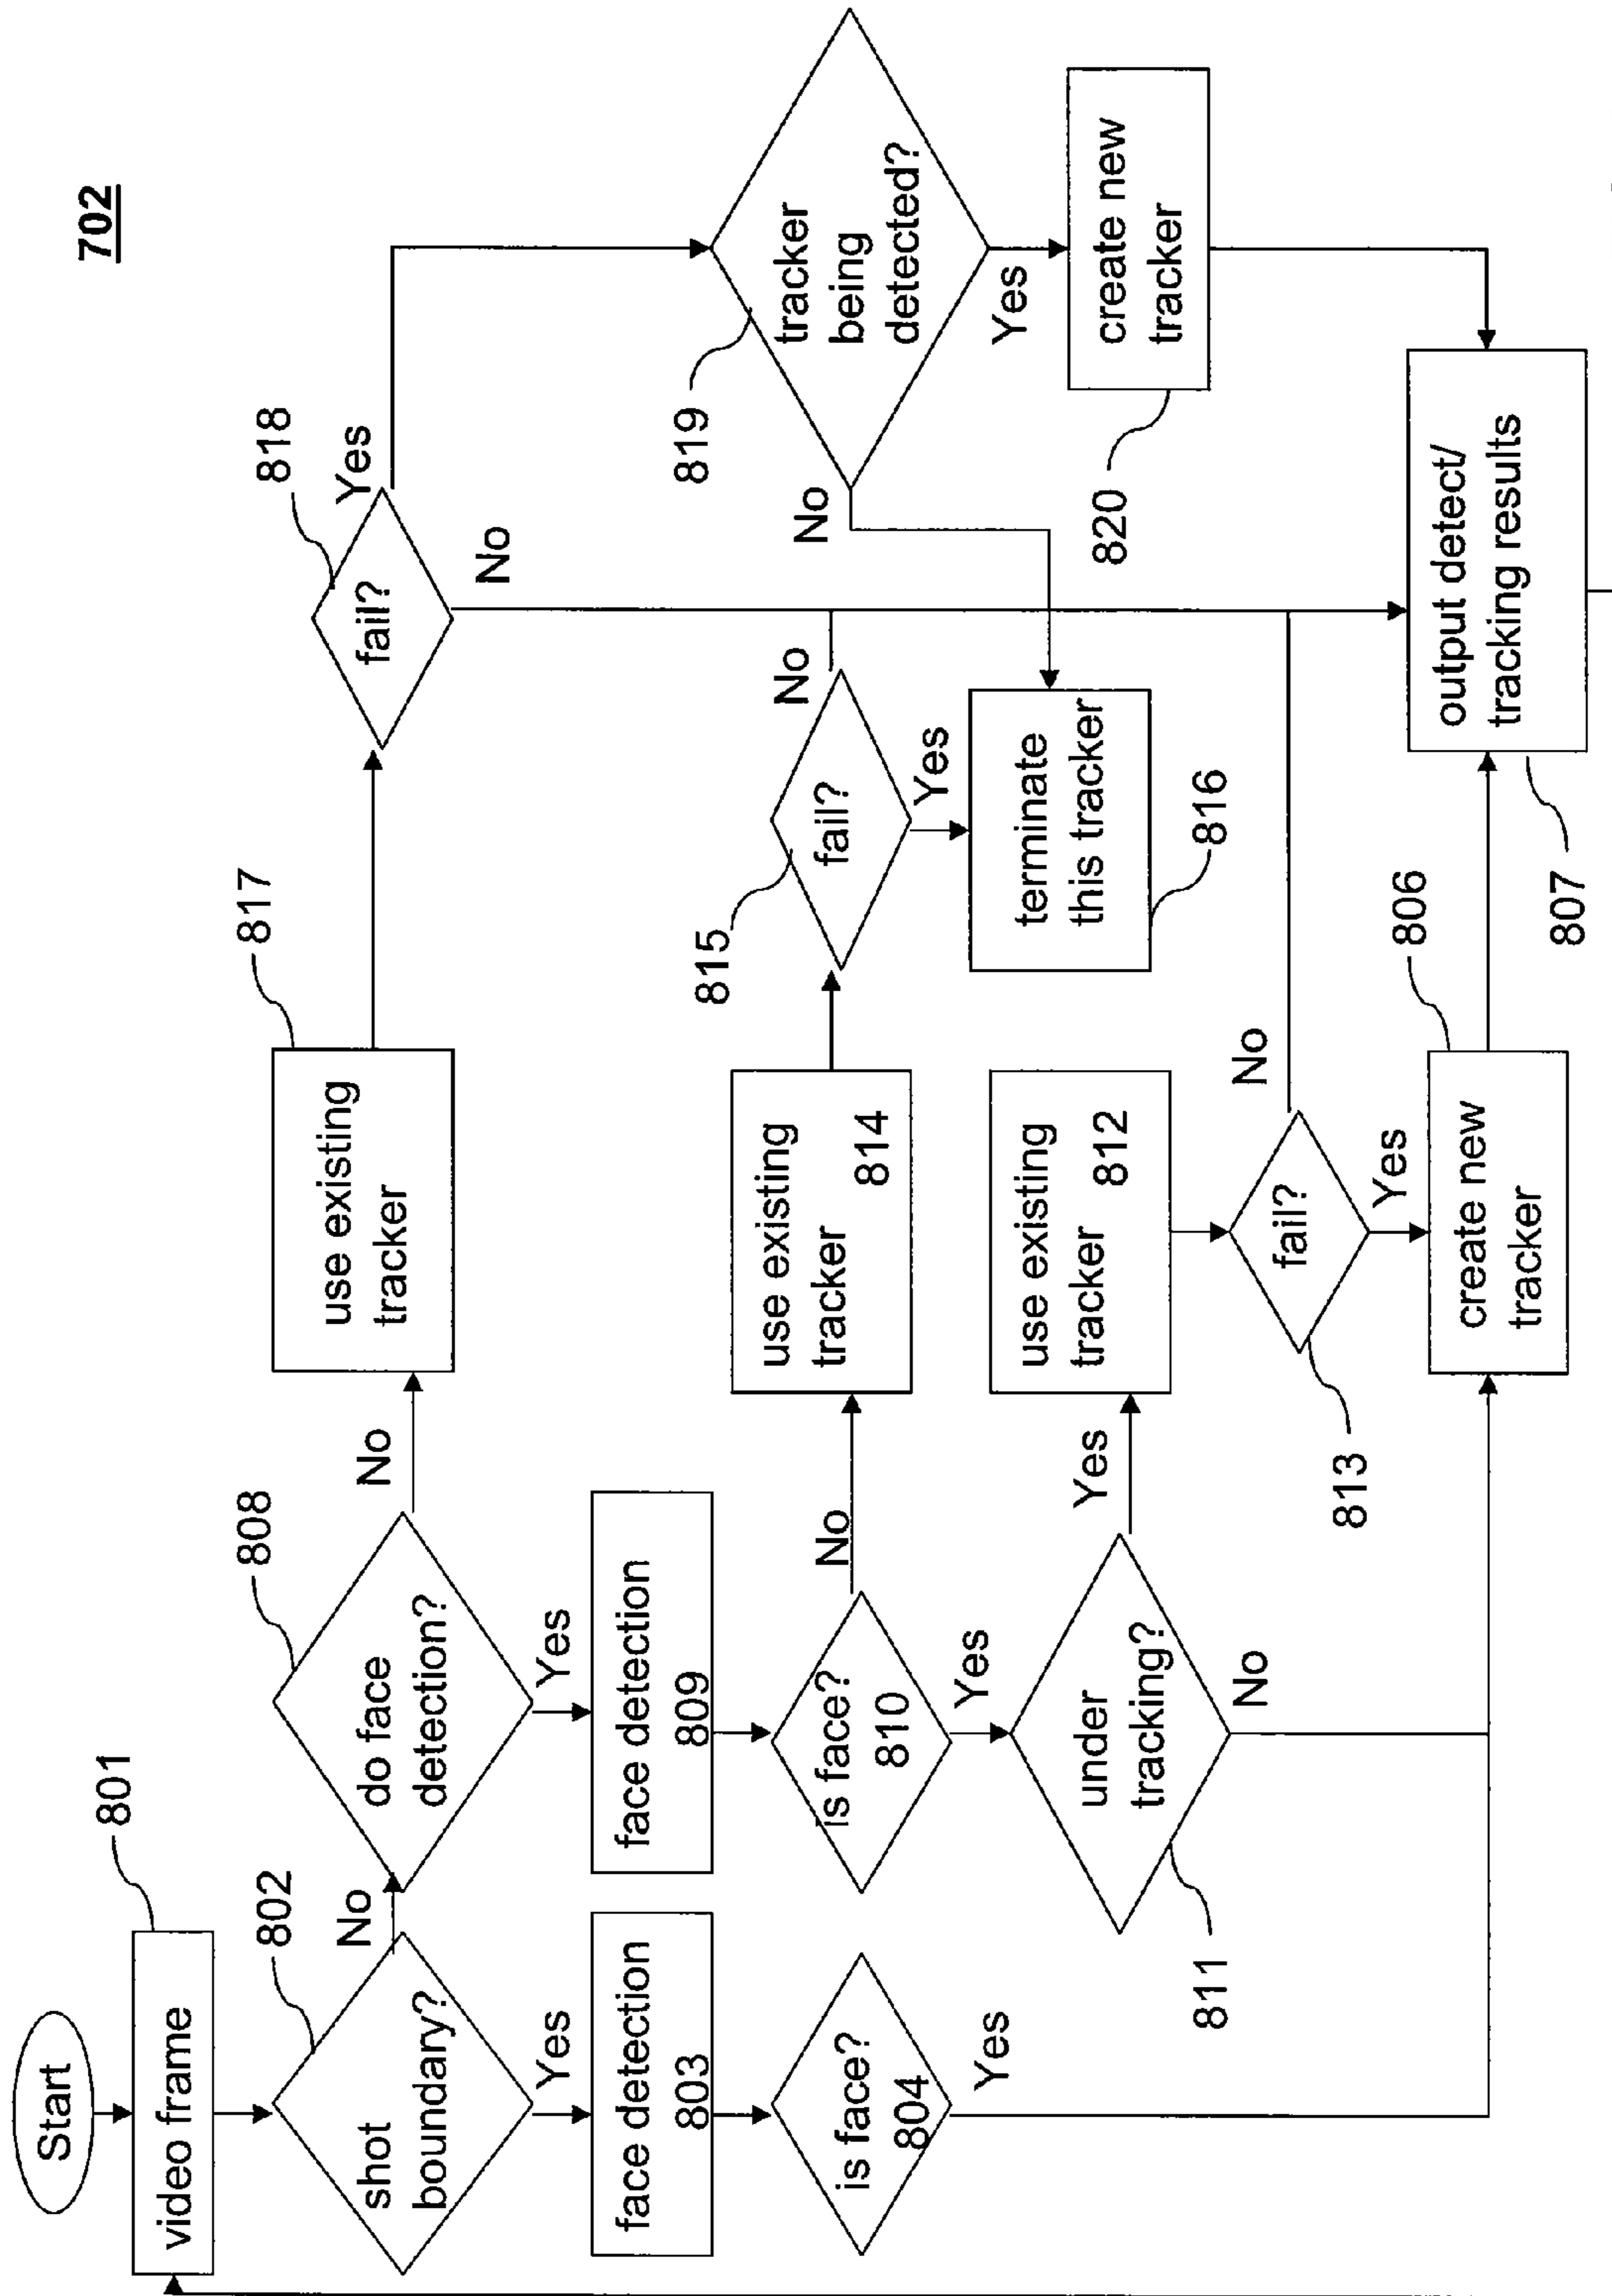 702
Start
video frame
801
shot
boundary?
802
Yes
No
face detection
803
is face?
804
Yes
do face
detection?
808
Yes
No
face detection
809
is face?
810
Yes
No
under
tracking?
811
Yes
No
use existing
tracker
817
fail?
818
Yes
No
use existing
tracker
814
fail?
815
Yes
No
terminate
this tracker
816
use existing
tracker 812
fail?
813
Yes
No
create new
tracker
806
tracker
being
detected?
819
Yes
No
create new
tracker
820
output detect/
tracking results
807